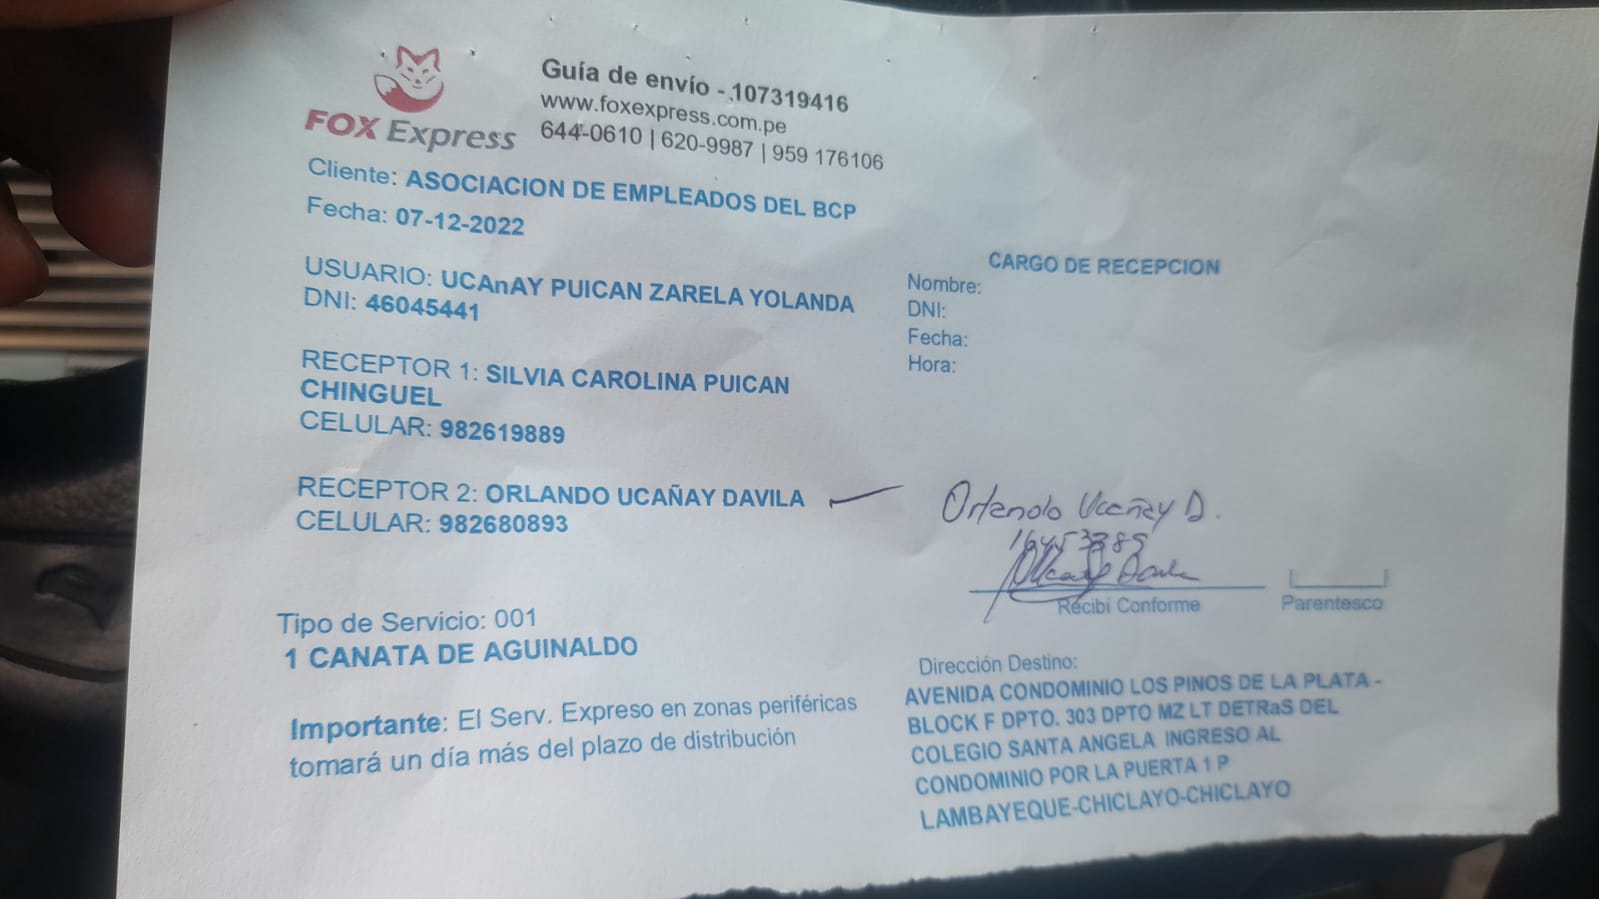 FOX Express
Guía de envío - 107319416
www.foxexpress.com.pe
644-0610 | 620-9987 | 959 176106
Cliente: ASOCIACION DE EMPLEADOS DEL BCP
Fecha: 07-12-2022
USUARIO: UCAnAY PUICAN ZARELA YOLANDA
DNI: 46045441
RECEPTOR 1: SILVIA CAROLINA PUICAN
CHINGUEL
CELULAR: 982619889
RECEPTOR 2: ORLANDO UCAÑAY DAVILA
CELULAR: 982680893
Tipo de Servicio: 001
1 CANATA DE AGUINALDO
Importante: El Serv. Expreso en zonas periféricas
tomará un día más del plazo de distribución
CARGO DE RECEPCION
Nombre:
DNI:
Fecha:
Hora:
Orlando Ucañay D.
Recibi Conforme
Parentesco
Dirección Destino:
AVENIDA CONDOMINIO LOS PINOS DE LA PLATA -
BLOCK F DPTO. 303 DPTO MZ LT DETRaS DEL
COLEGIO SANTA ANGELA INGRESO AL
CONDOMINIO POR LA PUERTA 1 P
LAMBAYEQUE-CHICLAYO-CHICLAYO